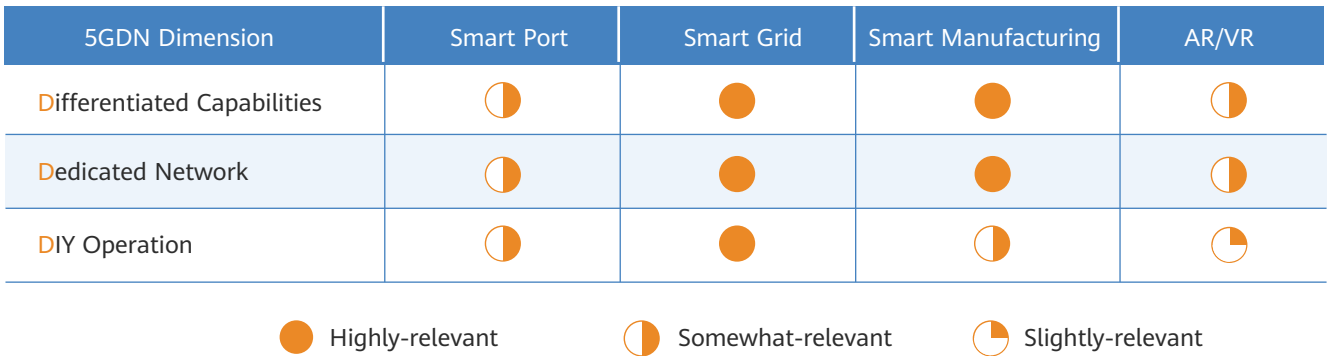 5GDN Dimension Smart Port Smart Grid Smart Manufacturing AR/VR
Differentiated Capabilities
Dedicated Network
DIY Operation
Highly-relevant Somewhat-relevant Slightly-relevant